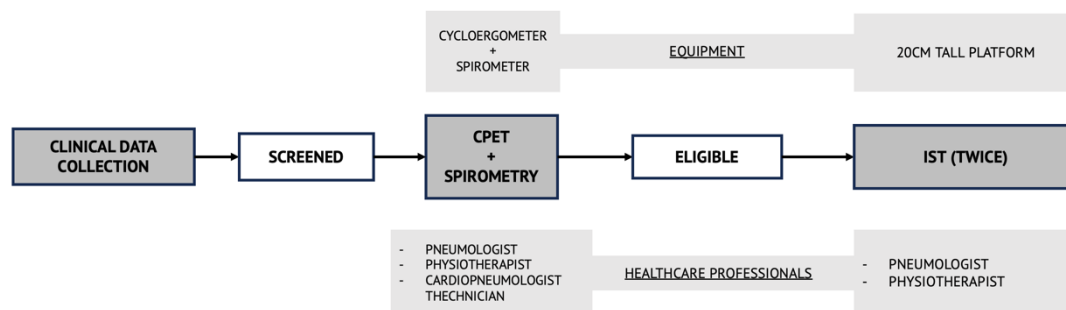 CYCLOERGOMETER
+
SPIROMETER
EQUIPMENT
20CM TALL PLATFORM
CLINICAL DATA
COLLECTION
SCREENED
CPET
+
SPIROMETRY
ELIGIBLE
IST (TWICE)
- PNEUMOLOGIST
- PHYSIOTHERAPIST
- CARDIOPNEUMOLOGIST
THECHNICIAN
HEALTHCARE PROFESSIONALS
- PNEUMOLOGIST
- PHYSIOTHERAPIST